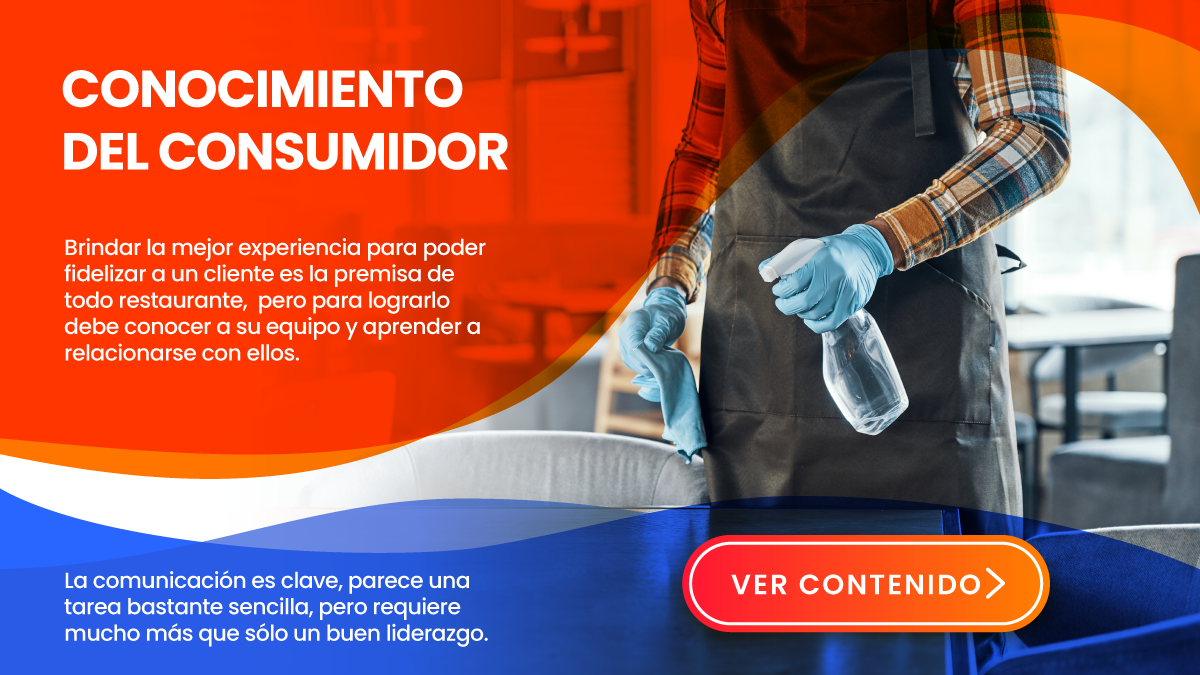 CONOCIMIENTO
DEL CONSUMIDOR
Brindar la mejor experiencia para poder
fidelizar a un cliente es la premisa de
todo restaurante,  pero para lograrlo
debe conocer a su equipo y aprender a
relacionarse con ellos.
La comunicación es clave, parece una
tarea bastante sencilla, pero requiere
mucho más que sólo un buen liderazgo.
VER CONTENIDO